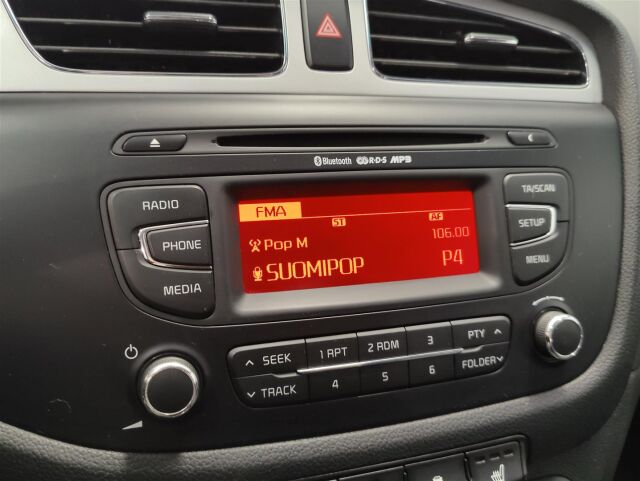 Bluetooth R·D·S MP3
RADIO
PHONE
MEDIA
FMA
ST
AF
Pop M
106.00
SUOMIPOP
P4
TA/SCAN
SETUP
MENU
SEEK
TRACK
1 RPT
2 RDM
3
4
5
6
PTY
FOLDER